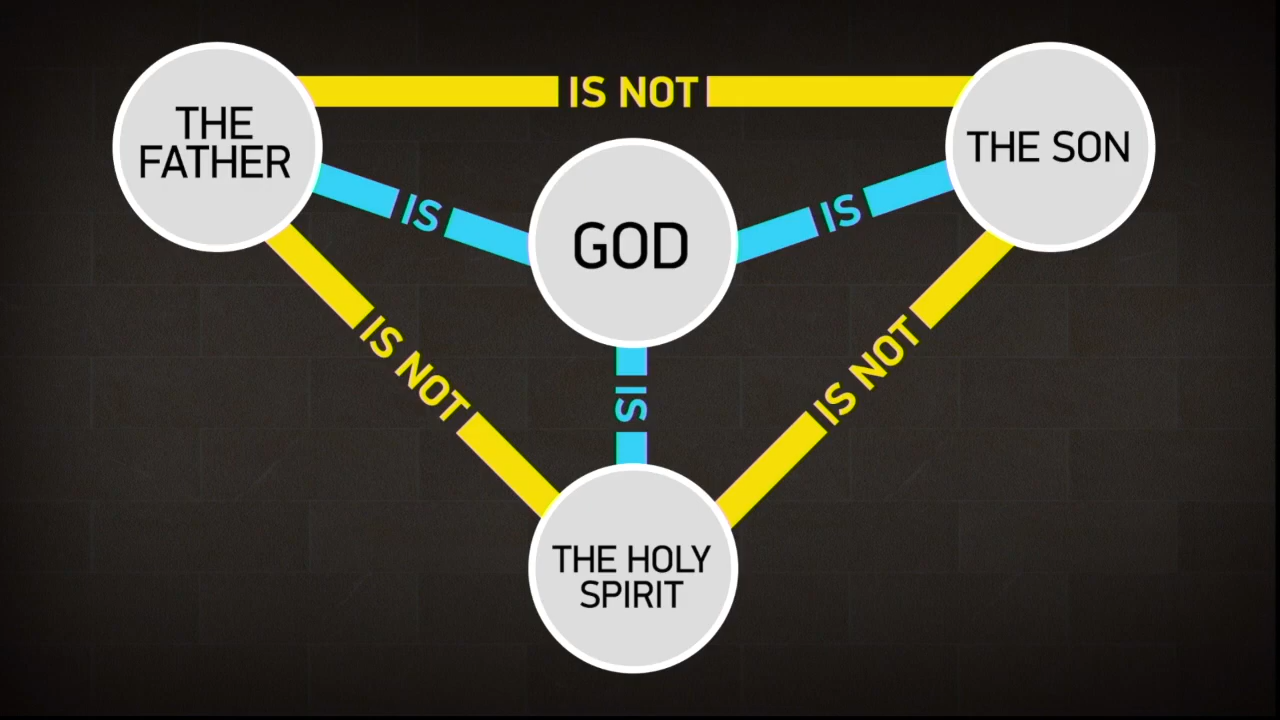 IS NOT
THE
FATHER
THE SON
IS
IS
GOD
IS NOT
IS NOT
IS
THE HOLY
SPIRIT